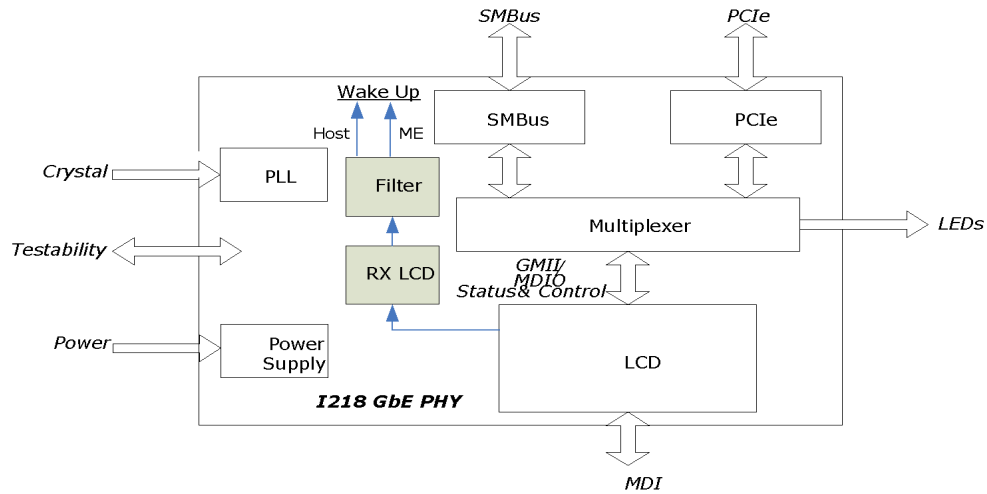 SMBus
PCIe
Wake Up
Host
ME
SMBus
PCIe
Crystal
PLL
Filter
Multiplexer
LEDs
Testability
RX LCD
GMII/
MDIO
Status& Control
Power
Power
Supply
LCD
I218 GbE PHY
MDI